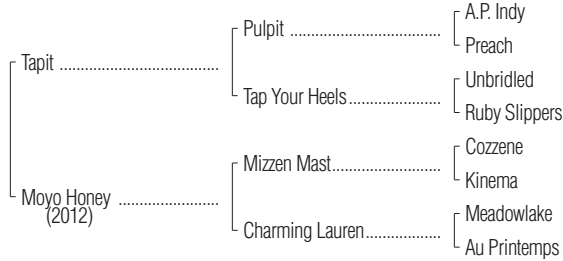 A.P. Indy
Pulpit
Preach
Tapit
Unbridled
Tap Your Heels
Ruby Slippers
Cozzene
Mizzen Mast
Kinema
Moyo Honey
(2012)
Meadowlake
Charming Lauren
Au Printemps